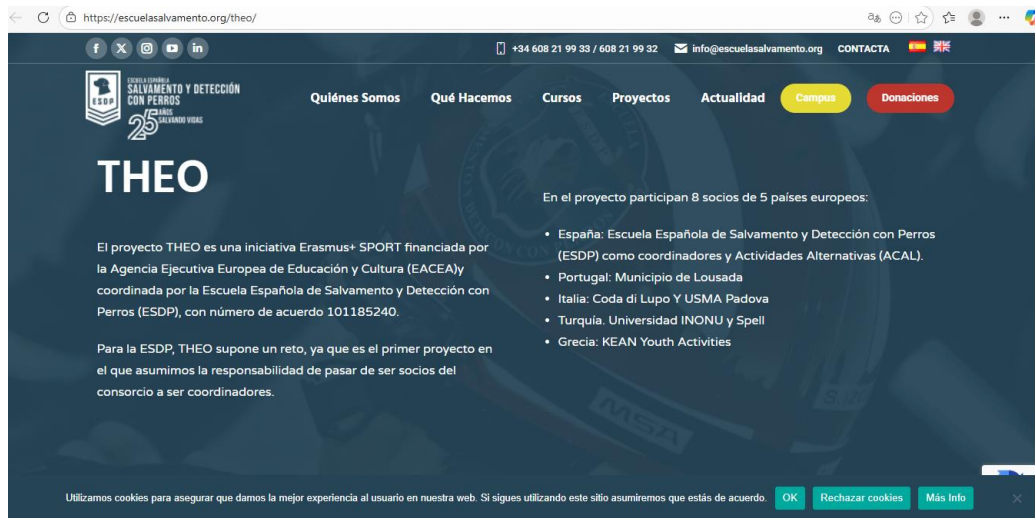 https://escuelasalvamento.org/theo/
+34 608 21 99 33 / 608 21 99 32 info@escuelasalvamento.org CONTACTA
ESCUELA ESPAÑOLA
SALVAMENTO Y DETECCIÓN
CON PERROS
ESDP
25 AÑOS
SALVANDO VIDAS
Quiénes Somos Qué Hacemos Cursos Proyectos Actualidad Campus Donaciones
THEO
El proyecto THEO es una iniciativa Erasmus+ SPORT financiada por
la Agencia Ejecutiva Europea de Educación y Cultura (EACEA)y
coordinada por la Escuela Española de Salvamento y Detección con
Perros (ESDP), con número de acuerdo 101185240.
Para la ESDP, THEO supone un reto, ya que es el primer proyecto en
el que asumimos la responsabilidad de pasar de ser socios del
consorcio a ser coordinadores.
En el proyecto participan 8 socios de 5 países europeos:
• España: Escuela Española de Salvamento y Detección con Perros
(ESDP) como coordinadores y Actividades Alternativas (ACAL).
• Portugal: Municipio de Lousada
• Italia: Coda di Lupo Y USMA Padova
• Turquía. Universidad INONU y Spell
• Grecia: KEAN Youth Activities
MSA
Utilizamos cookies para asegurar que damos la mejor experiencia al usuario en nuestra web. Si sigues utilizando este sitio asumiremos que estás de acuerdo. OK Rechazar cookies Más Info